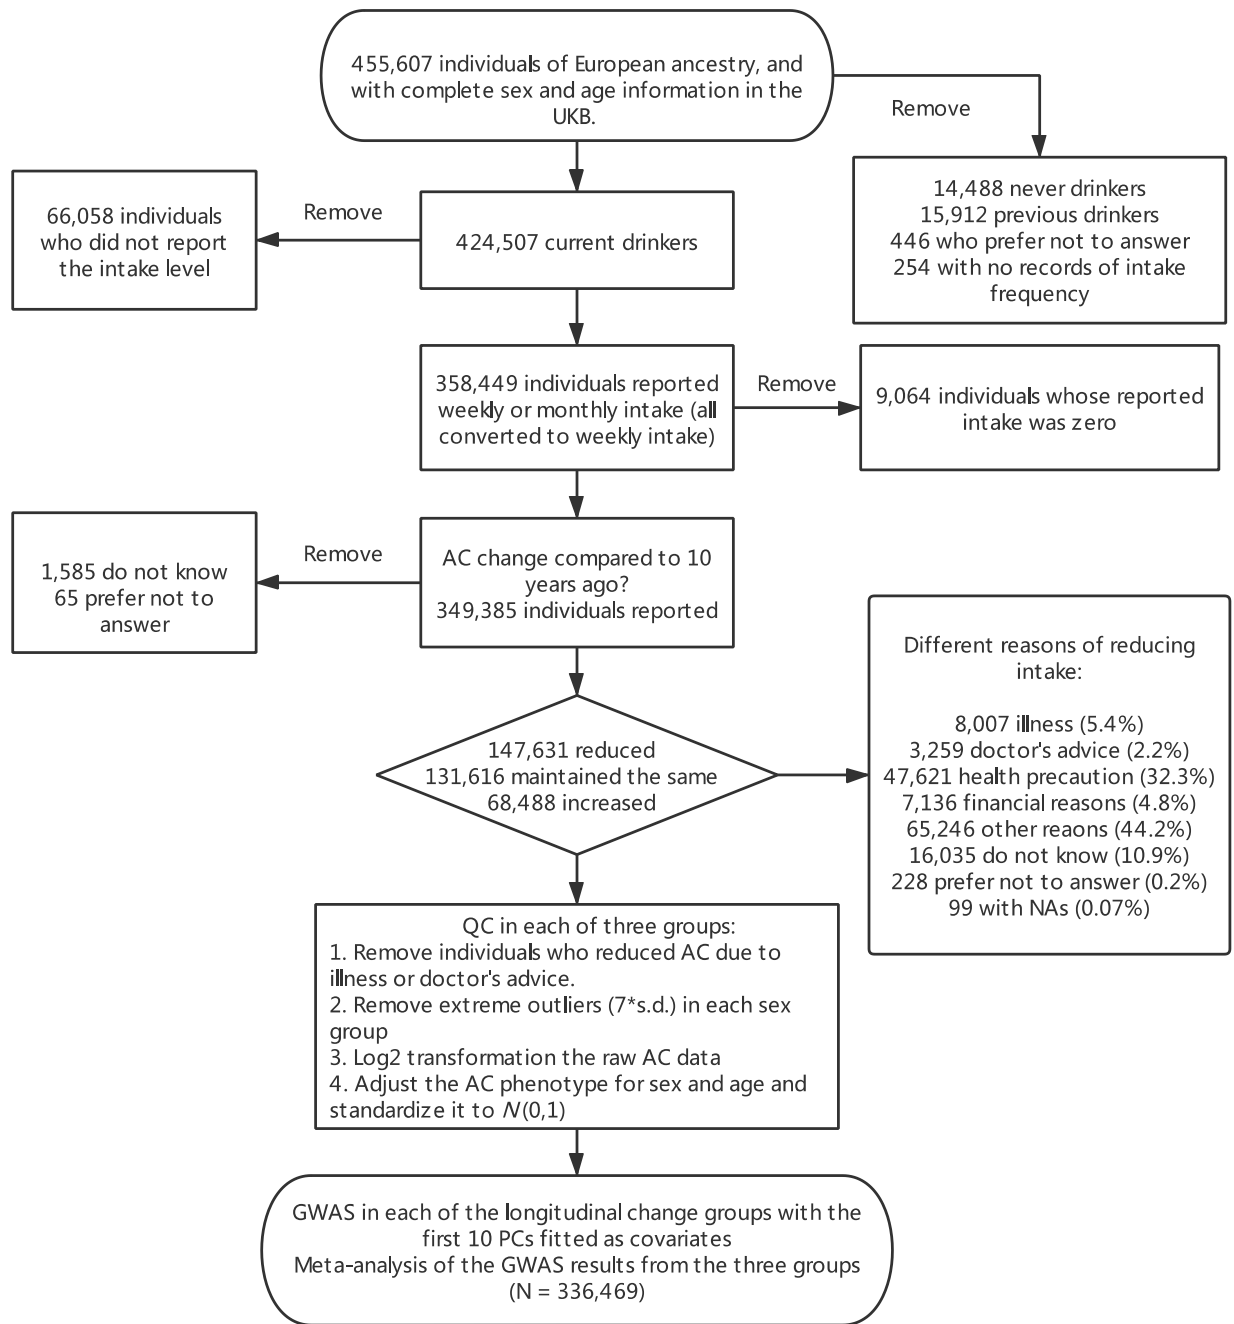 455,607 individuals of European ancestry, and
with complete sex and age information in the
UKB.
Remove
14,488 never drinkers
15,912 previous drinkers
446 who prefer not to answer
254 with no records of intake
frequency
66,058 individuals
who did not report
the intake level
Remove
424,507 current drinkers
358,449 individuals reported
weekly or monthly intake (all
converted to weekly intake)
Remove
9,064 individuals whose reported
intake was zero
1,585 do not know
65 prefer not to
answer
Remove
AC change compared to 10
years ago?
349,385 individuals reported
147,631 reduced
131,616 maintained the same
68,488 increased
Different reasons of reducing
intake:
8,007 illness (5.4%)
3,259 doctor's advice (2.2%)
47,621 health precaution (32.3%)
7,136 financial reasons (4.8%)
65,246 other reaons (44.2%)
16,035 do not know (10.9%)
228 prefer not to answer (0.2%)
99 with NAs (0.07%)
QC in each of three groups:
1. Remove individuals who reduced AC due to
illness or doctor's advice.
2. Remove extreme outliers (7*s.d.) in each sex
group
3. Log2 transformation the raw AC data
4. Adjust the AC phenotype for sex and age and
standardize it to N(0,1)
GWAS in each of the longitudinal change groups with the
first 10 PCs fitted as covariates
Meta-analysis of the GWAS results from the three groups
(N = 336,469)